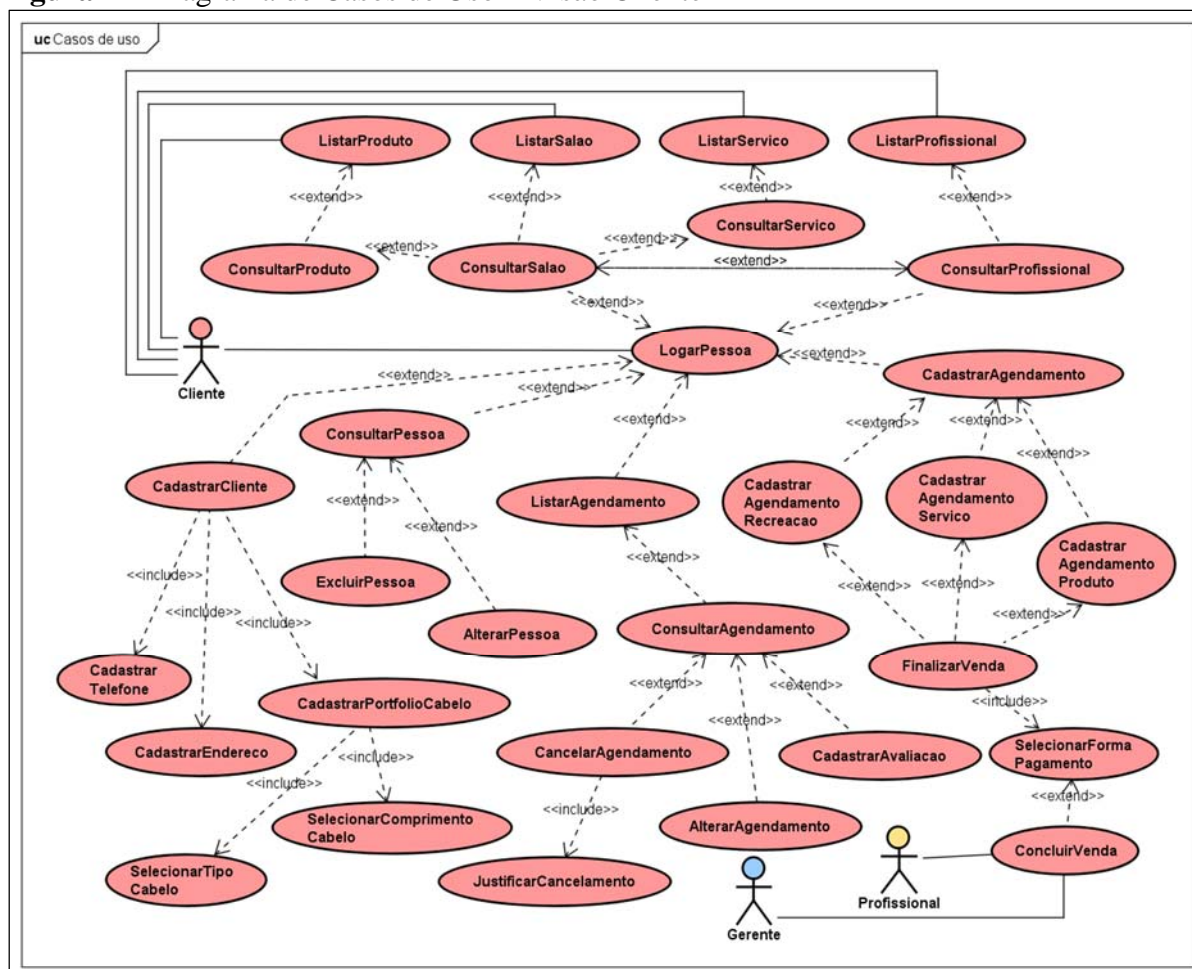 uc Casos de uso
ListarProduto
ListarSalao
ListarServico
ListarProfissional
<<extend>>
<<extend>>
<<extend>>
<<extend>>
ConsultarServico
<<extend>>
<<extend>>
ConsultarProduto
ConsultarSalao
<<extend>>
ConsultarProfissional
<<extend>>
<<extend>>
Cliente
LogarPessoa
<<extend>>
<<extend>>
<<extend>>
CadastrarAgendamento
ConsultarPessoa
<<extend>>
<<extend>>
<<extend>>
<<extend>>
CadastrarCliente
<<extend>>
<<extend>>
ListarAgendamento
Cadastrar
Agendamento
Recreacao
Cadastrar
Agendamento
Servico
Cadastrar
Agendamento
Produto
<<include>>
<<include>>
<<include>>
ExcluirPessoa
<<extend>>
<<extend>>
<<extend>>
<<extend>>
AlterarPessoa
ConsultarAgendamento
FinalizarVenda
Cadastrar
Telefone
CadastrarPortfolioCabelo
<<extend>>
<<extend>>
<<extend>>
<<include>>
CadastrarEndereco
CancelarAgendamento
CadastrarAvaliacao
SelecionarForma
Pagamento
<<include>>
<<include>>
<<include>>
<<extend>>
SelecionarComprimento
Cabelo
AlterarAgendamento
ConcluirVenda
SelecionarTipo
Cabelo
JustificarCancelamento
Profissional
Gerente